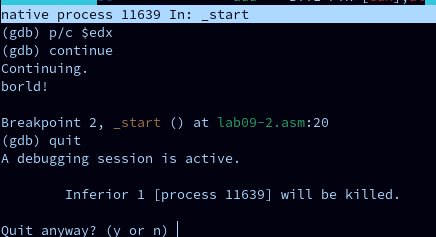 native process 11639 In: _start
(gdb) p/c $edx
(gdb) continue
Continuing.
borld!
Breakpoint 2, _start () at lab09-2.asm:20
(gdb) quit
A debugging session is active.
Inferior 1 [process 11639] will be killed.
Quit anyway? (y or n)